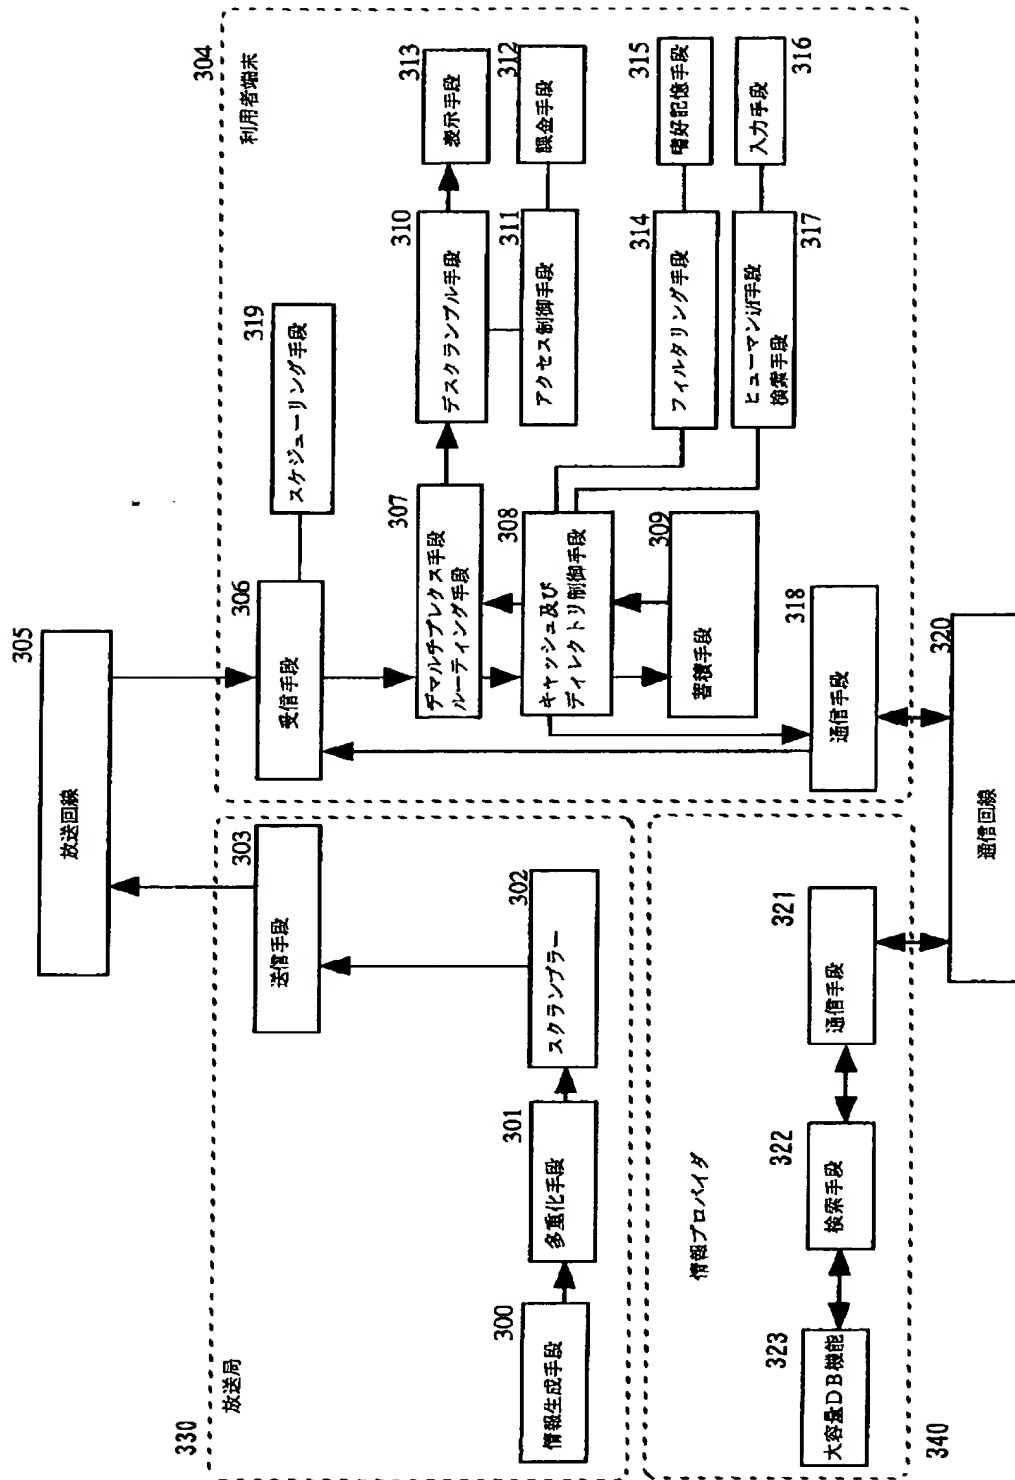 305
放送回線
330
放送局
300
情報生成手段
301
多重化手段
302
スクランブラー
303
送信手段
304
利用者端末
306
受信手段
319
スケジューリング手段
307
デマルチプレクス手段
ルーティング手段
310
デスクランブル手段
313
表示手段
311
アクセス制御手段
312
課金手段
308
キャッシュ及び
ディレクトリ制御手段
314
フィルタリング手段
315
嗜好記憶手段
309
蓄積手段
317
ヒューマン
手段
検索手段
316
入力手段
318
通信手段
340
情報プロバイダ
323
大容量DB機能
322
検索手段
321
通信手段
320
通信回線